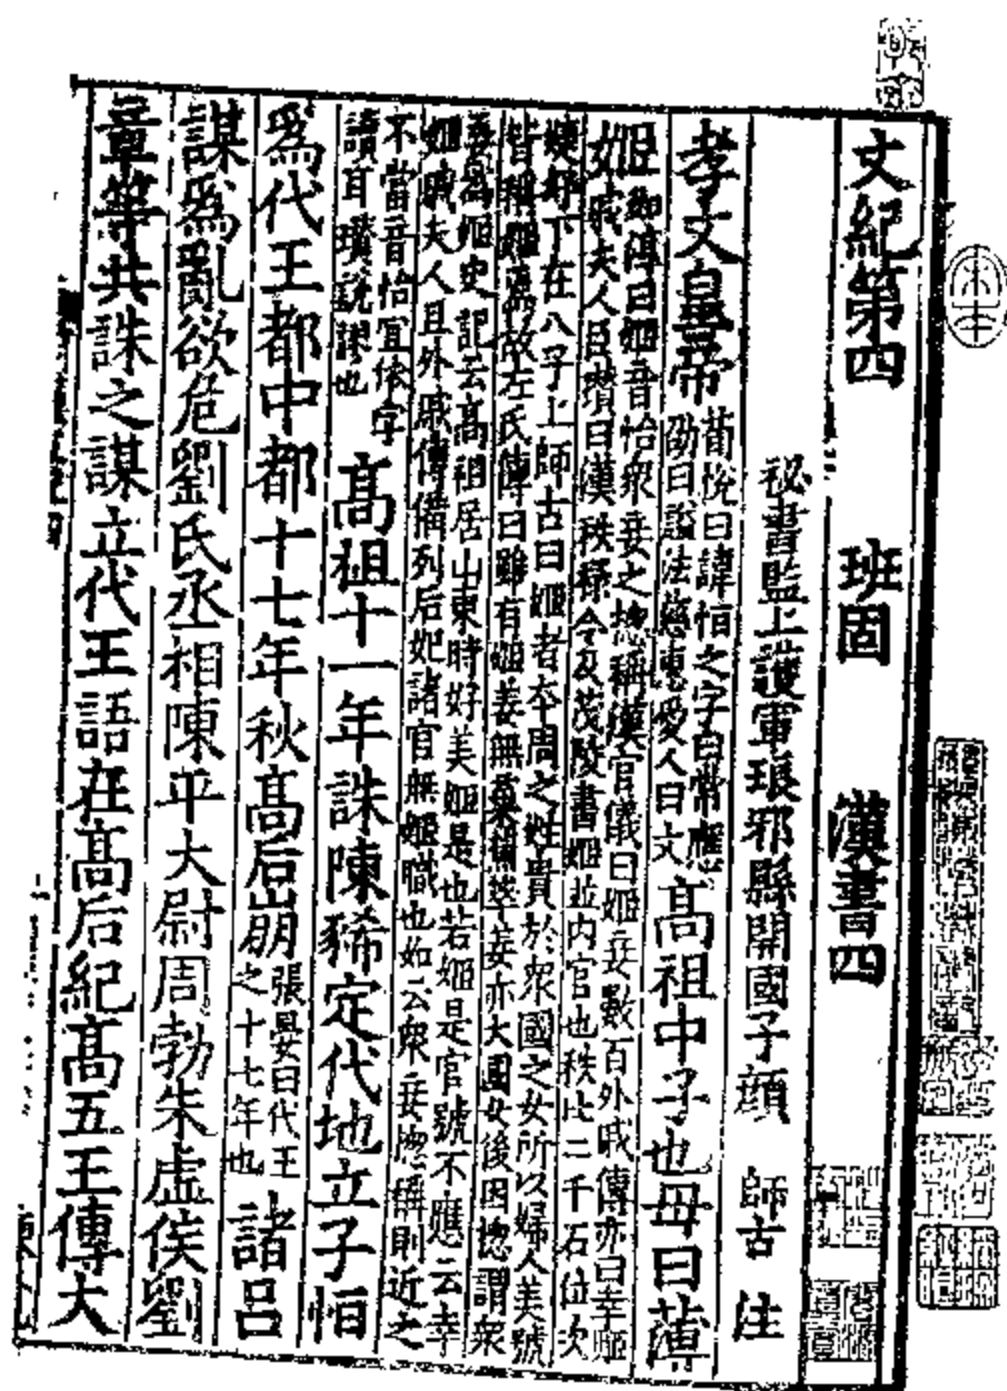 文紀第四 班固 漢書四
祕書監上護軍琅邪縣開國子顏 師古 注
孝文皇帝 荀悅曰諱恒之字曰常應
劭曰諡法慈惠愛人曰文 高祖中子也母曰薄
姬 如淳曰姬音怡衆妾之摠稱漢官儀曰姬妾數百外戚傳亦曰幸姬
如戚夫人臣瓚曰漢秩祿令及茂陵書姬並內官也秩比二千石位次
婕妤下在八子上師古曰姬者本周之姓貴於衆國之女所以婦人美號
皆稱姬焉故左氏傳曰雖有姬姜無棄蕉萃姜亦大國女後因摠謂衆
妾爲姬史記云高祖居山東時好美姬是也若姬是官號不應云幸
姬戚夫人且外戚傳備列后妃諸官無姬職也如云衆妾摠稱則近之
不當音怡宜依字
讀耳瓚說謬也 高祖十一年誅陳豨定代地立子恒
爲代王都中都十七年秋高后崩 張晏曰代王
之十七年也 諸呂
謀爲亂欲危劉氏丞相陳平大尉周勃朱虛侯劉
章等共誅之謀立代王語在高后紀高五王傳大